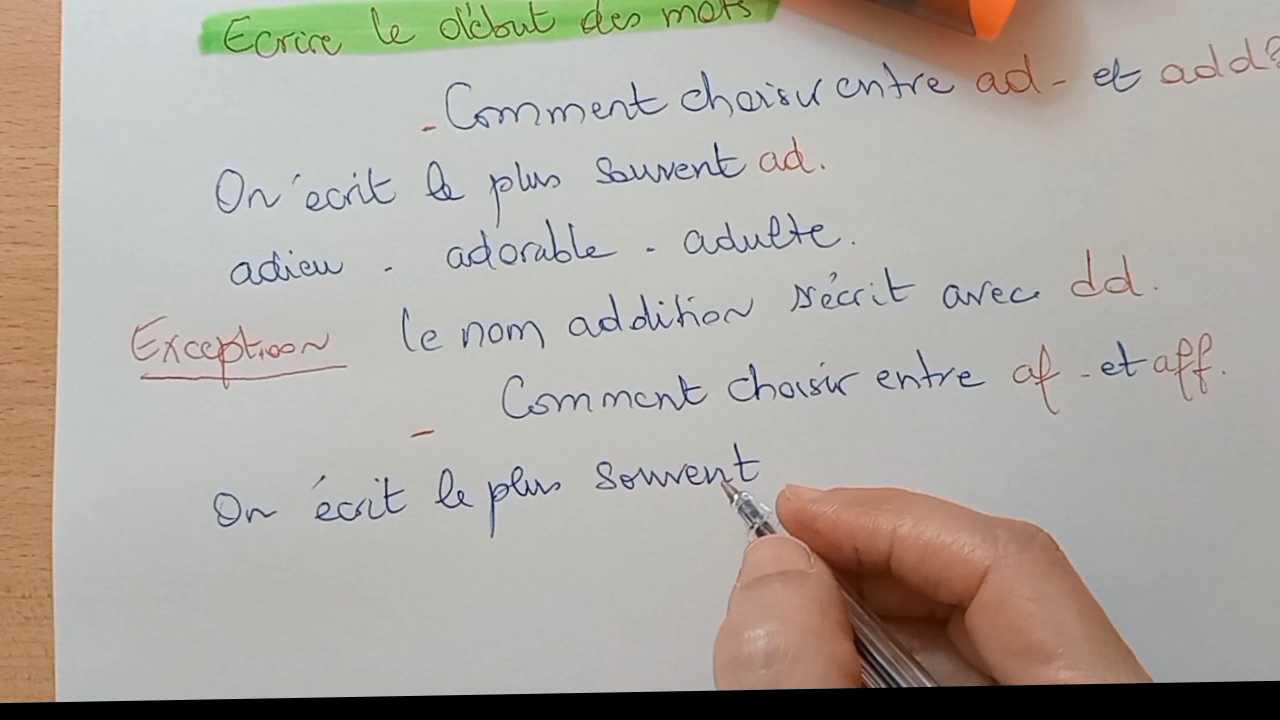 Ecrire le début des mots
- Comment choisir entre ad - et add?
On écrit le plus souvent ad.
adieu - adorable - adulte.
Exception le nom addition s'écrit avec dd.
- Comment choisir entre af - et aff.
On écrit le plus souvent